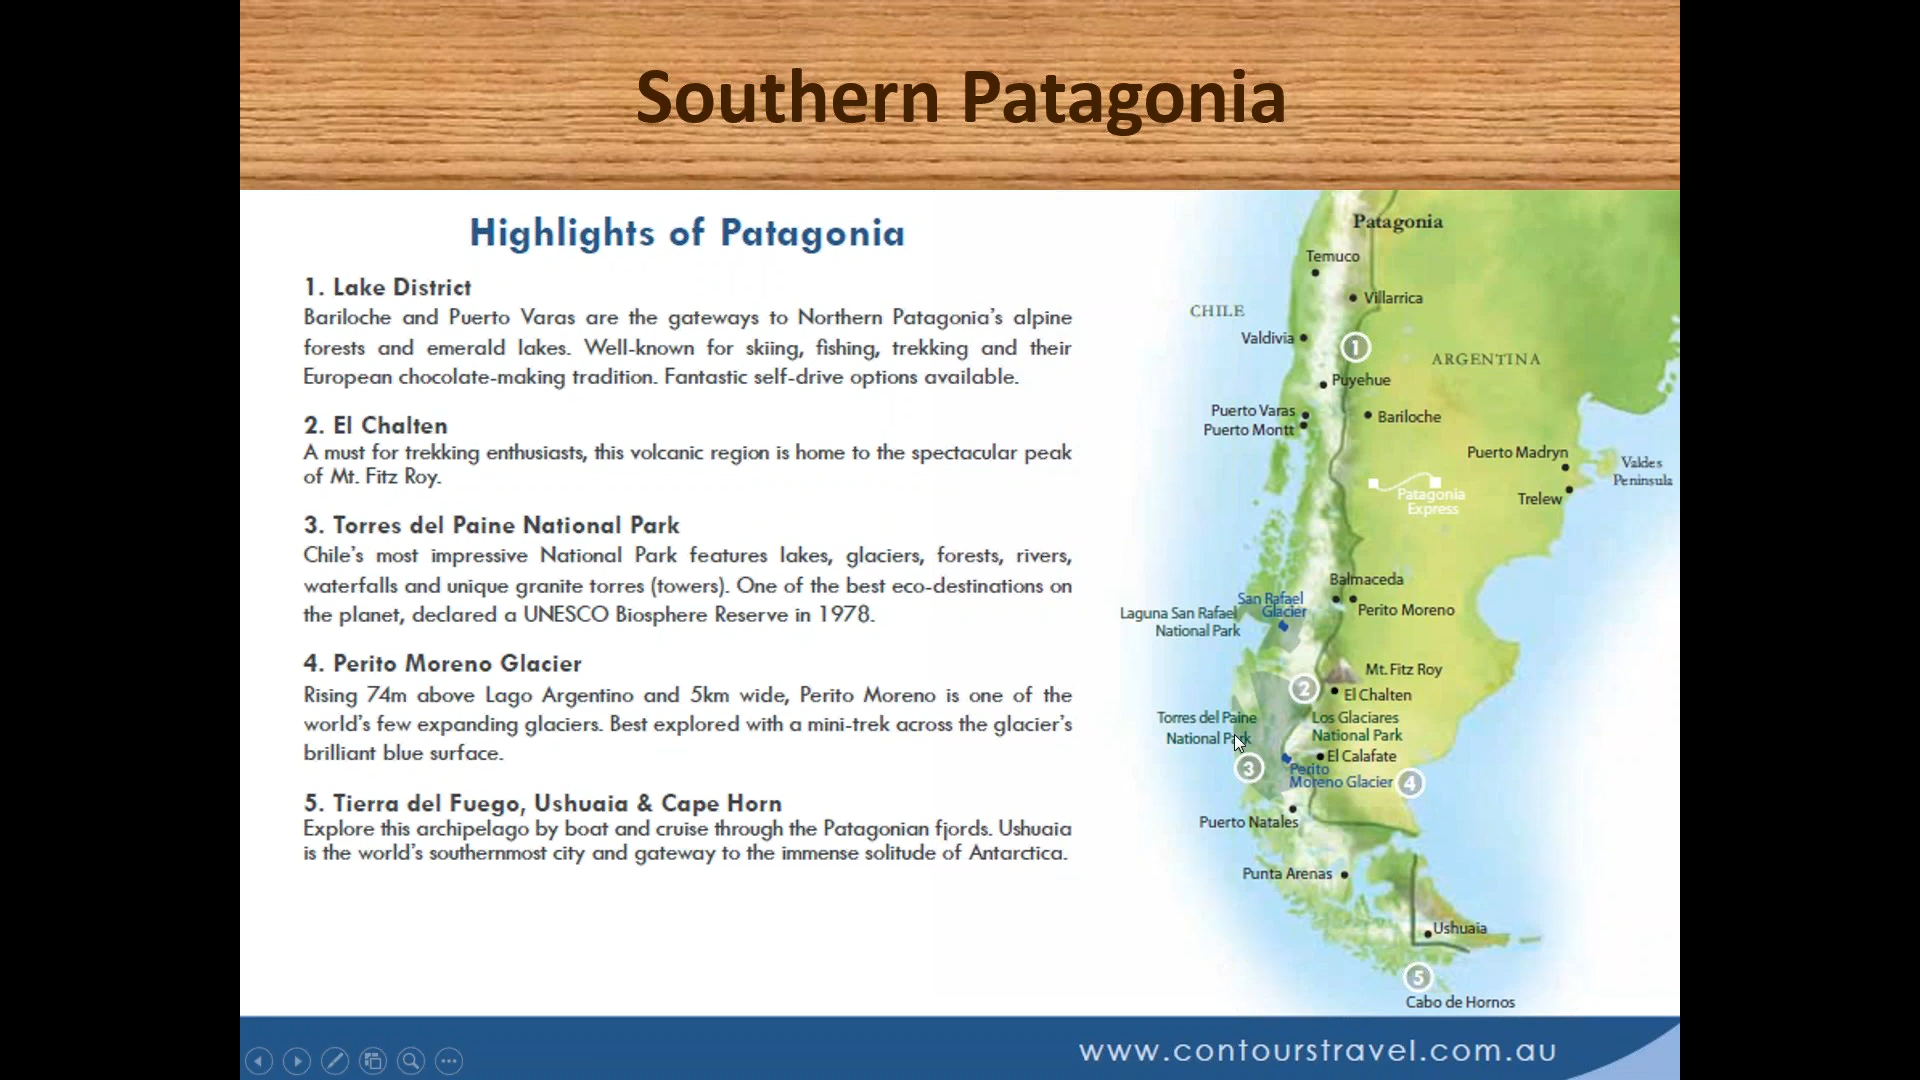 Southern Patagonia
Highlights of Patagonia
1. Lake District
Bariloche and Puerto Varas are the gateways to Northern Patagonia's alpine
forests and emerald lakes. Well-known for skiing, fishing, trekking and their
European chocolate-making tradition. Fantastic self-drive options available.
2. El Chalten
A must for trekking enthusiasts, this volcanic region is home to the spectacular peak
of Mt. Fitz Roy.
3. Torres del Paine National Park
Chile's most impressive National Park features lakes, glaciers, forests, rivers,
waterfalls and unique granite torres (towers). One of the best eco-destinations on
the planet, declared a UNESCO Biosphere Reserve in 1978.
4. Perito Moreno Glacier
Rising 74m above Lago Argentino and 5km wide, Perito Moreno is one of the
world's few expanding glaciers. Best explored with a mini-trek across the glacier's
brilliant blue surface.
5. Tierra del Fuego, Ushuaia & Cape Horn
Explore this archipelago by boat and cruise through the Patagonian fjords. Ushuaia
is the world's southernmost city and gateway to the immense solitude of Antarctica.
Patagonia
Temuco
Villarrica
CHILE
Valdivia
1
ARGENTINA
Puyehue
Puerto Varas
Bariloche
Puerto Montt
Puerto Madryn
Valdes
Peninsula
Trelew
Patagonia
Express
Balmaceda
San Rafael
Glacier
Perito Moreno
Laguna San Rafael
National Park
Mt. Fitz Roy
2
El Chalten
Torres del Paine
National Park
Los Glaciares
National Park
El Calafate
3
Perito
Moreno Glacier
4
Puerto Natales
Punta Arenas
Ushuaia
5
Cabo de Hornos
www.contourstravel.com.au